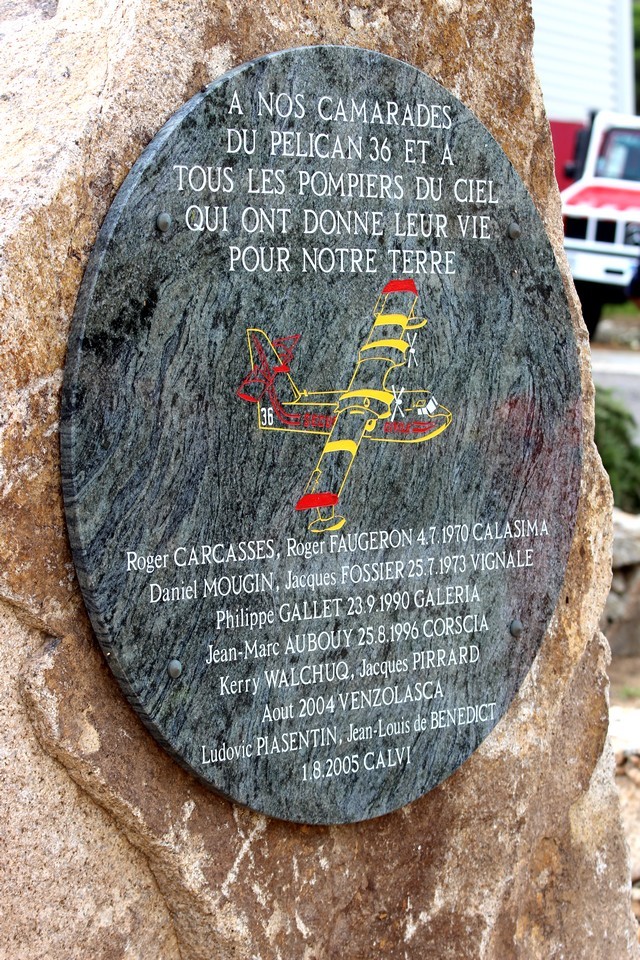 A NOS CAMARADES
DU PELICAN 36 ET A
TOUS LES POMPIERS DU CIEL
QUI ONT DONNE LEUR VIE
POUR NOTRE TERRE
36
Roger CARCASSES, Roger FAUGERON 4.7.1970 CALASIMA
Daniel MOUGIN, Jacques FOSSIER 25.7.1973 VIGNALE
Philippe GALLET 23.9.1990 GALERIA
Jean-Marc AUBOUY 25.8.1996 CORSCIA
Kerry WALCHUQ, Jacques PIRRARD
Aout 2004 VENZOLASCA
Ludovic PIASENTIN, Jean-Louis de BENEDICT
1.8.2005 CALVI